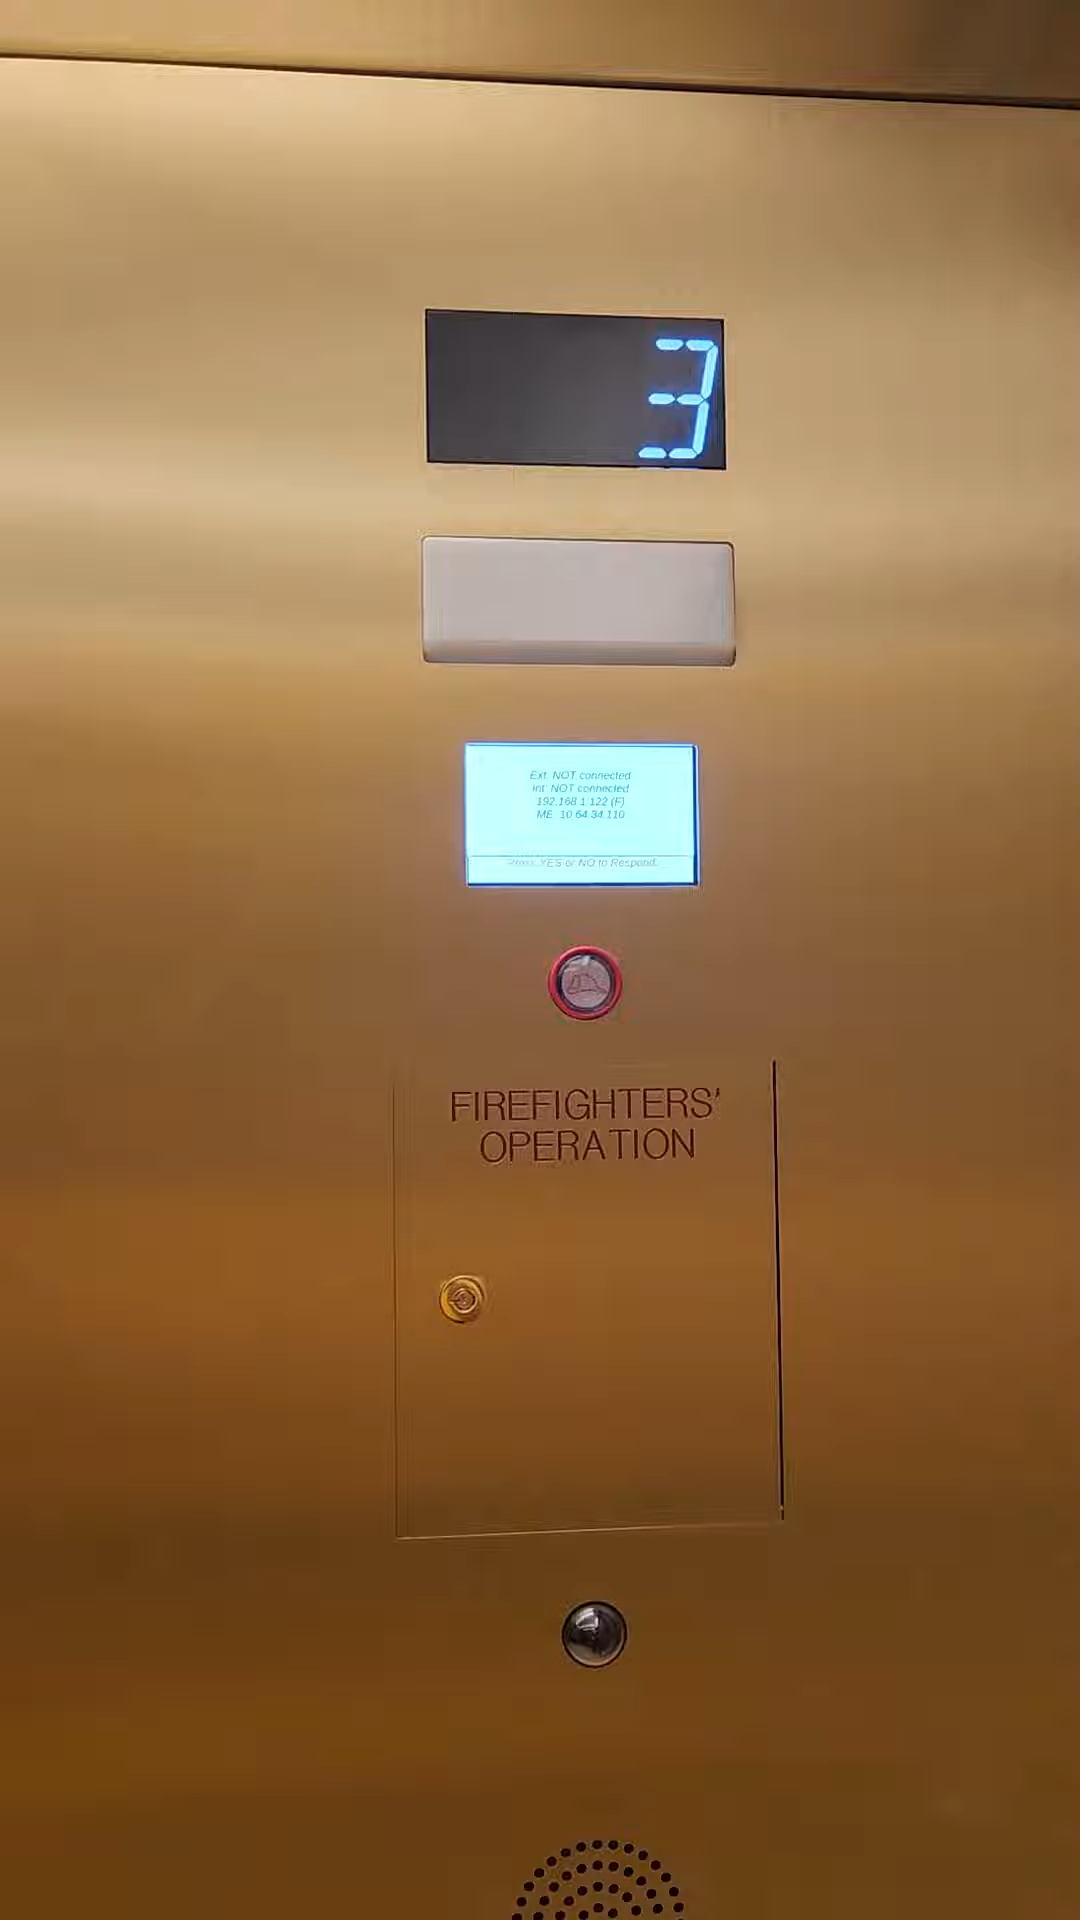 3
Ext: NOT connected
Int: NOT connected
192.168.1.122 (F)
ME: 10.64.34.110
Press YES or NO to Respond.
FIREFIGHTERS'
OPERATION